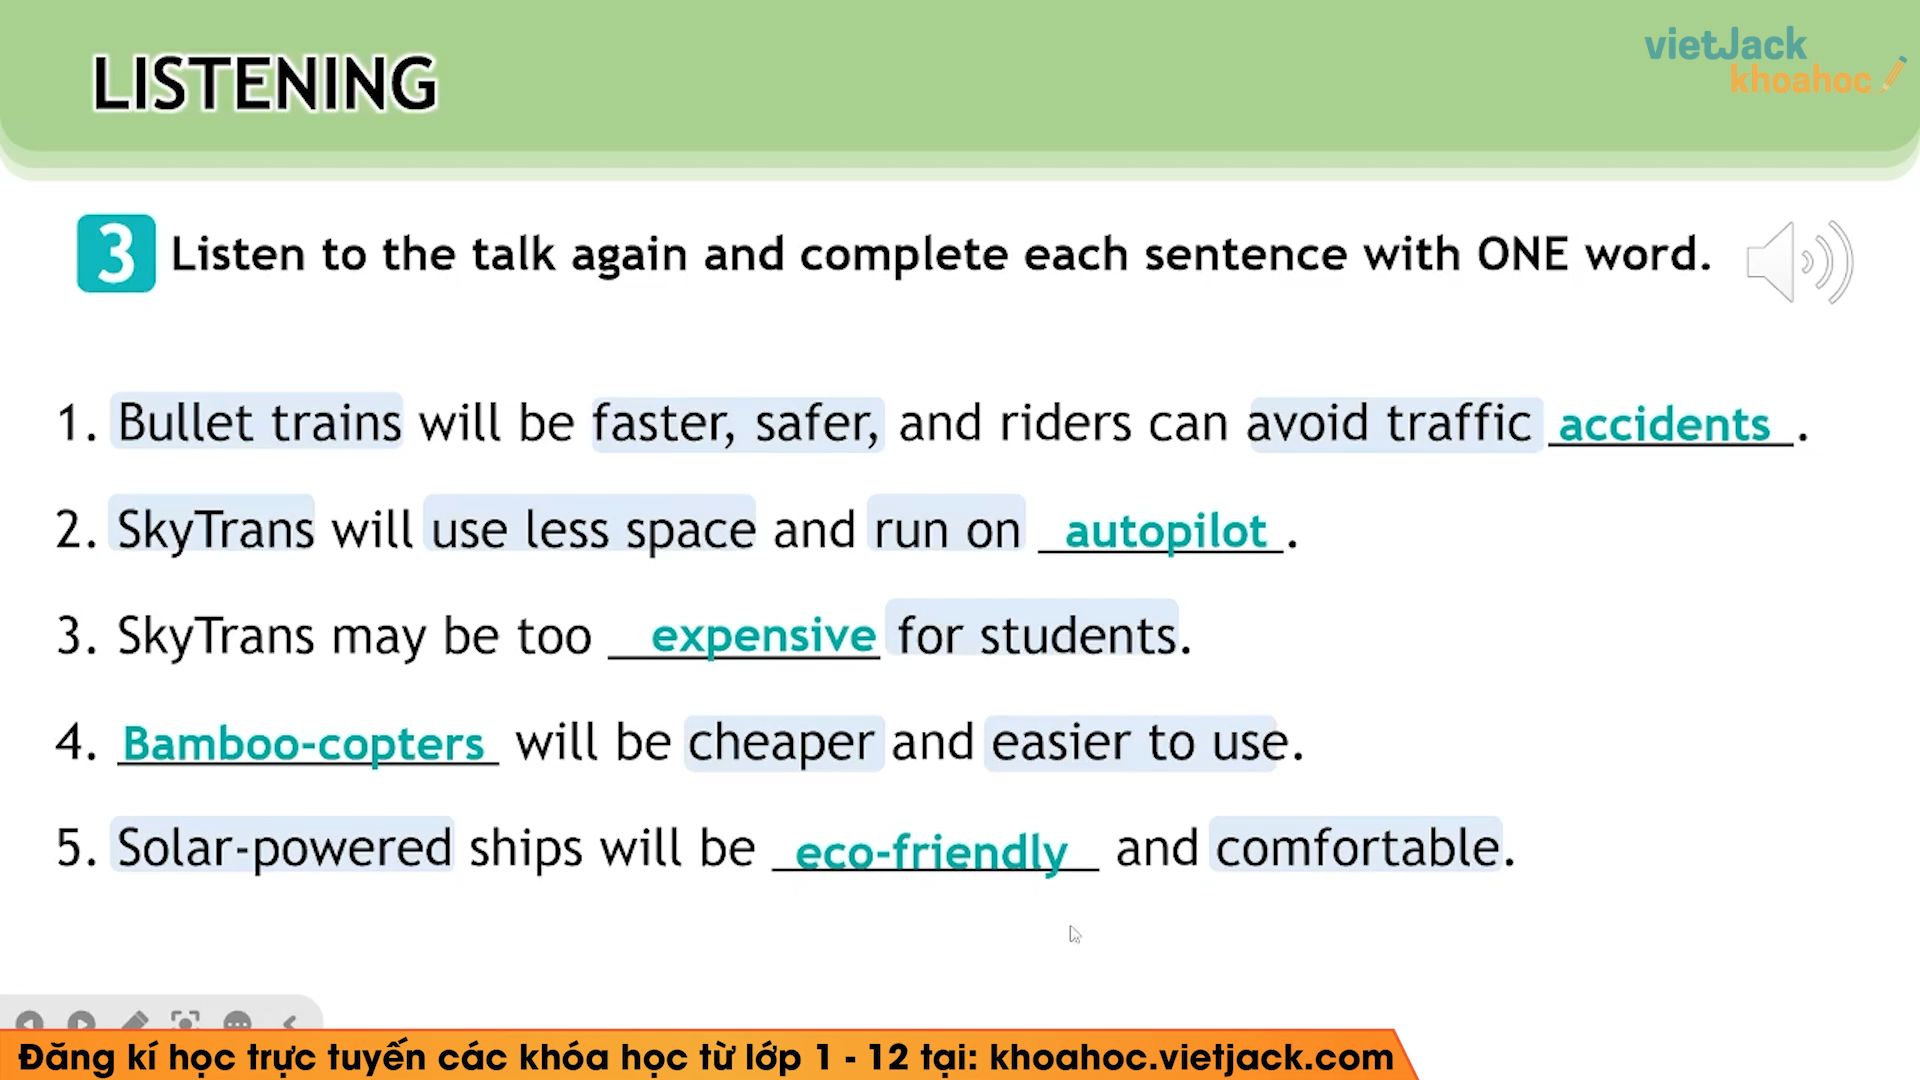 vietJack
khoahoc
LISTENING
3 Listen to the talk again and complete each sentence with ONE word.
1. Bullet trains will be faster, safer, and riders can avoid traffic accidents.
2. SkyTrans will use less space and run on autopilot.
3. SkyTrans may be too expensive for students.
4. Bamboo-copters will be cheaper and easier to use.
5. Solar-powered ships will be eco-friendly and comfortable.
Đăng kí học trực tuyến các khóa học từ lớp 1 - 12 tại: khoahoc.vietjack.com